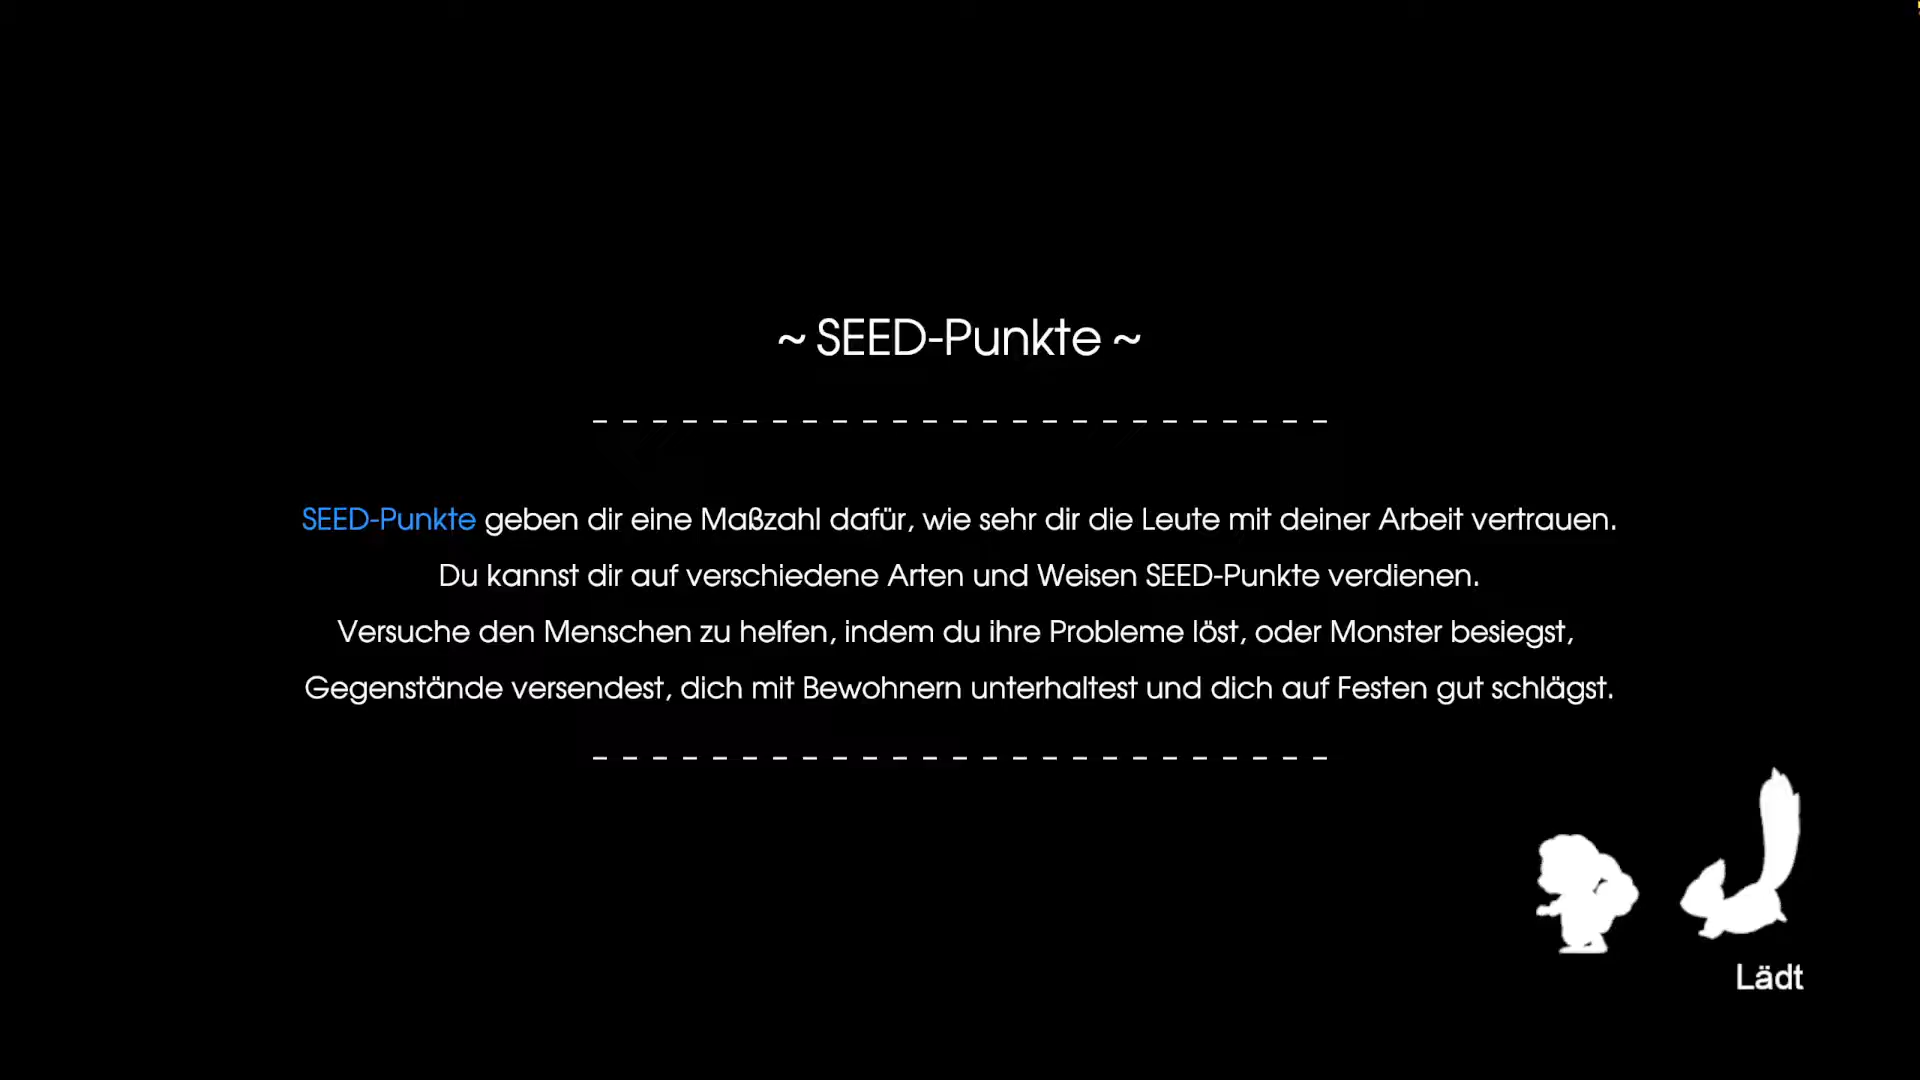 ~ SEED-Punkte ~
- - - - - - - - - - - - - - - - - - - - - - - - -
SEED-Punkte geben dir eine Maßzahl dafür, wie sehr dir die Leute mit deiner Arbeit vertrauen.
Du kannst dir auf verschiedene Arten und Weisen SEED-Punkte verdienen.
Versuche den Menschen zu helfen, indem du ihre Probleme löst, oder Monster besiegst,
Gegenstände versendest, dich mit Bewohnern unterhaltest und dich auf Festen gut schlägst.
- - - - - - - - - - - - - - - - - - - - - - - - -
Lädt